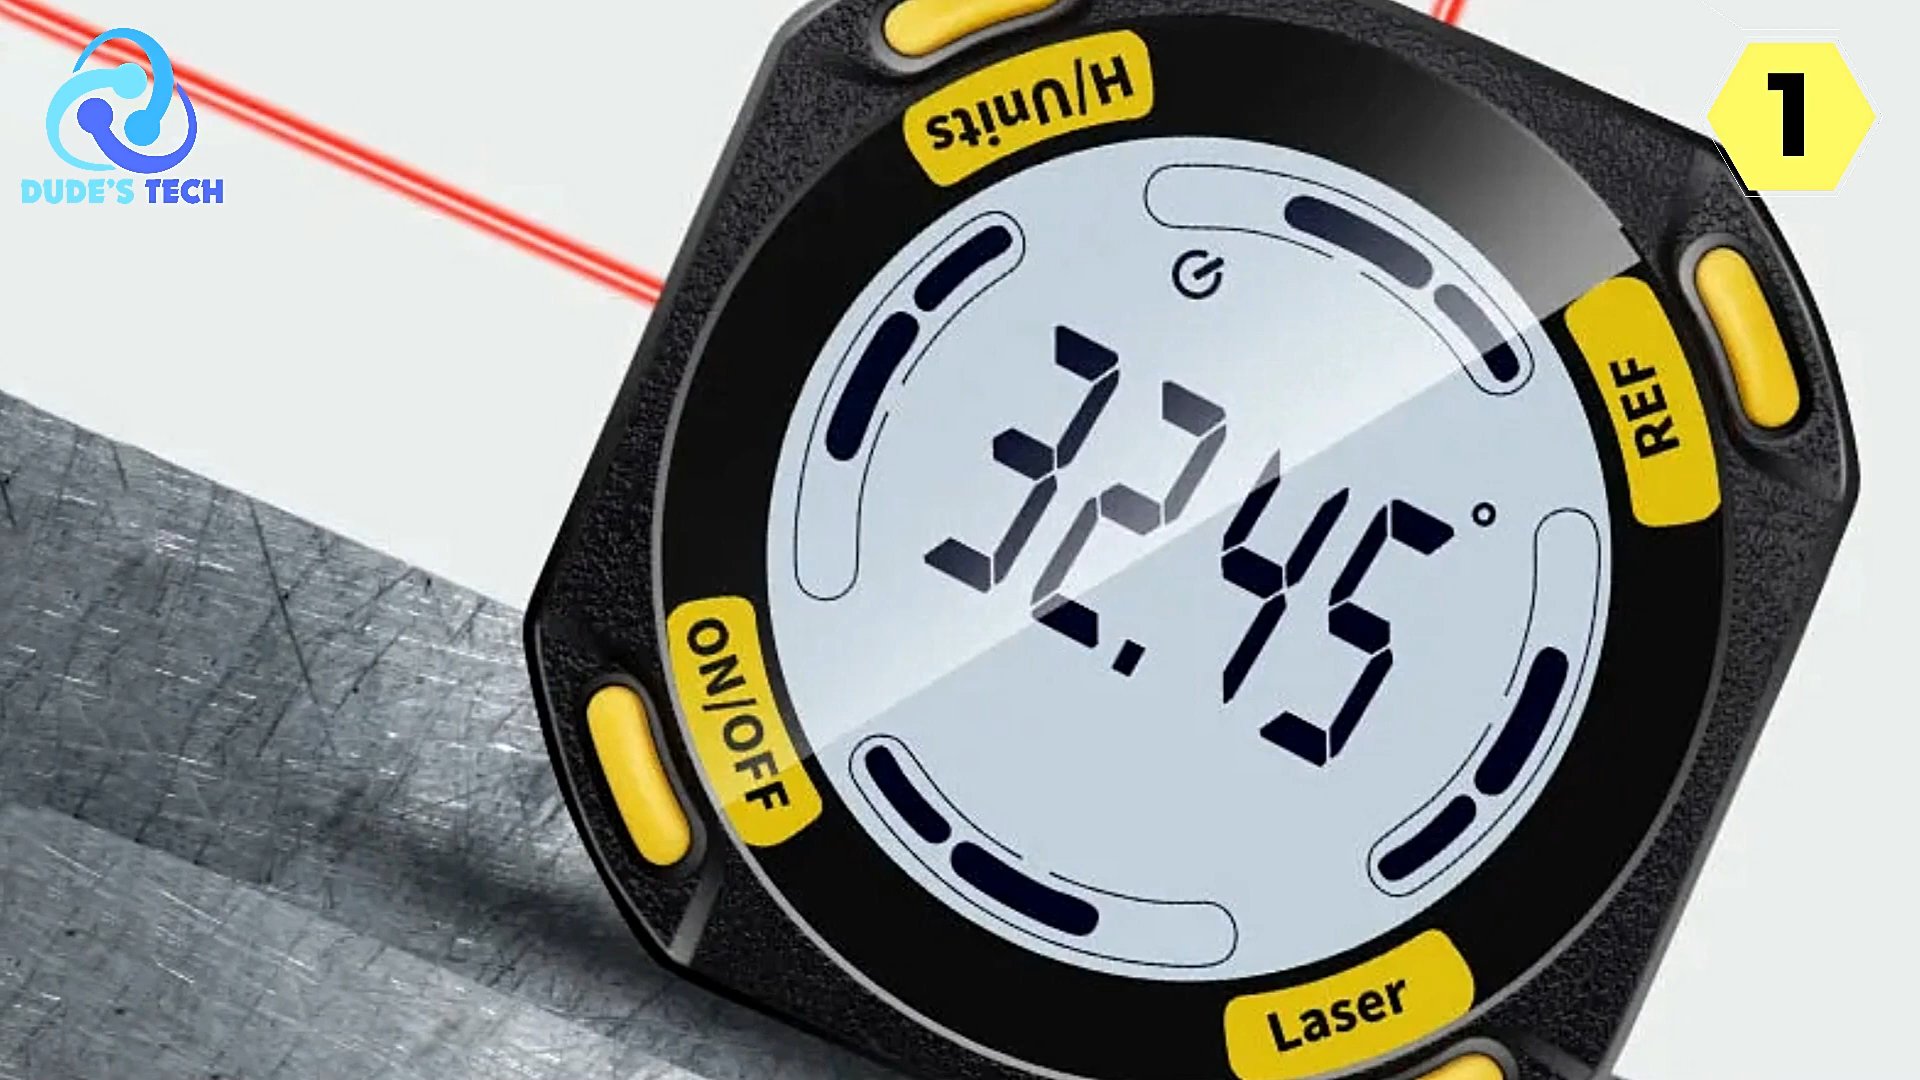 DUDE'S TECH
1
H/Units
REF
32.45°
ON/OFF
Laser